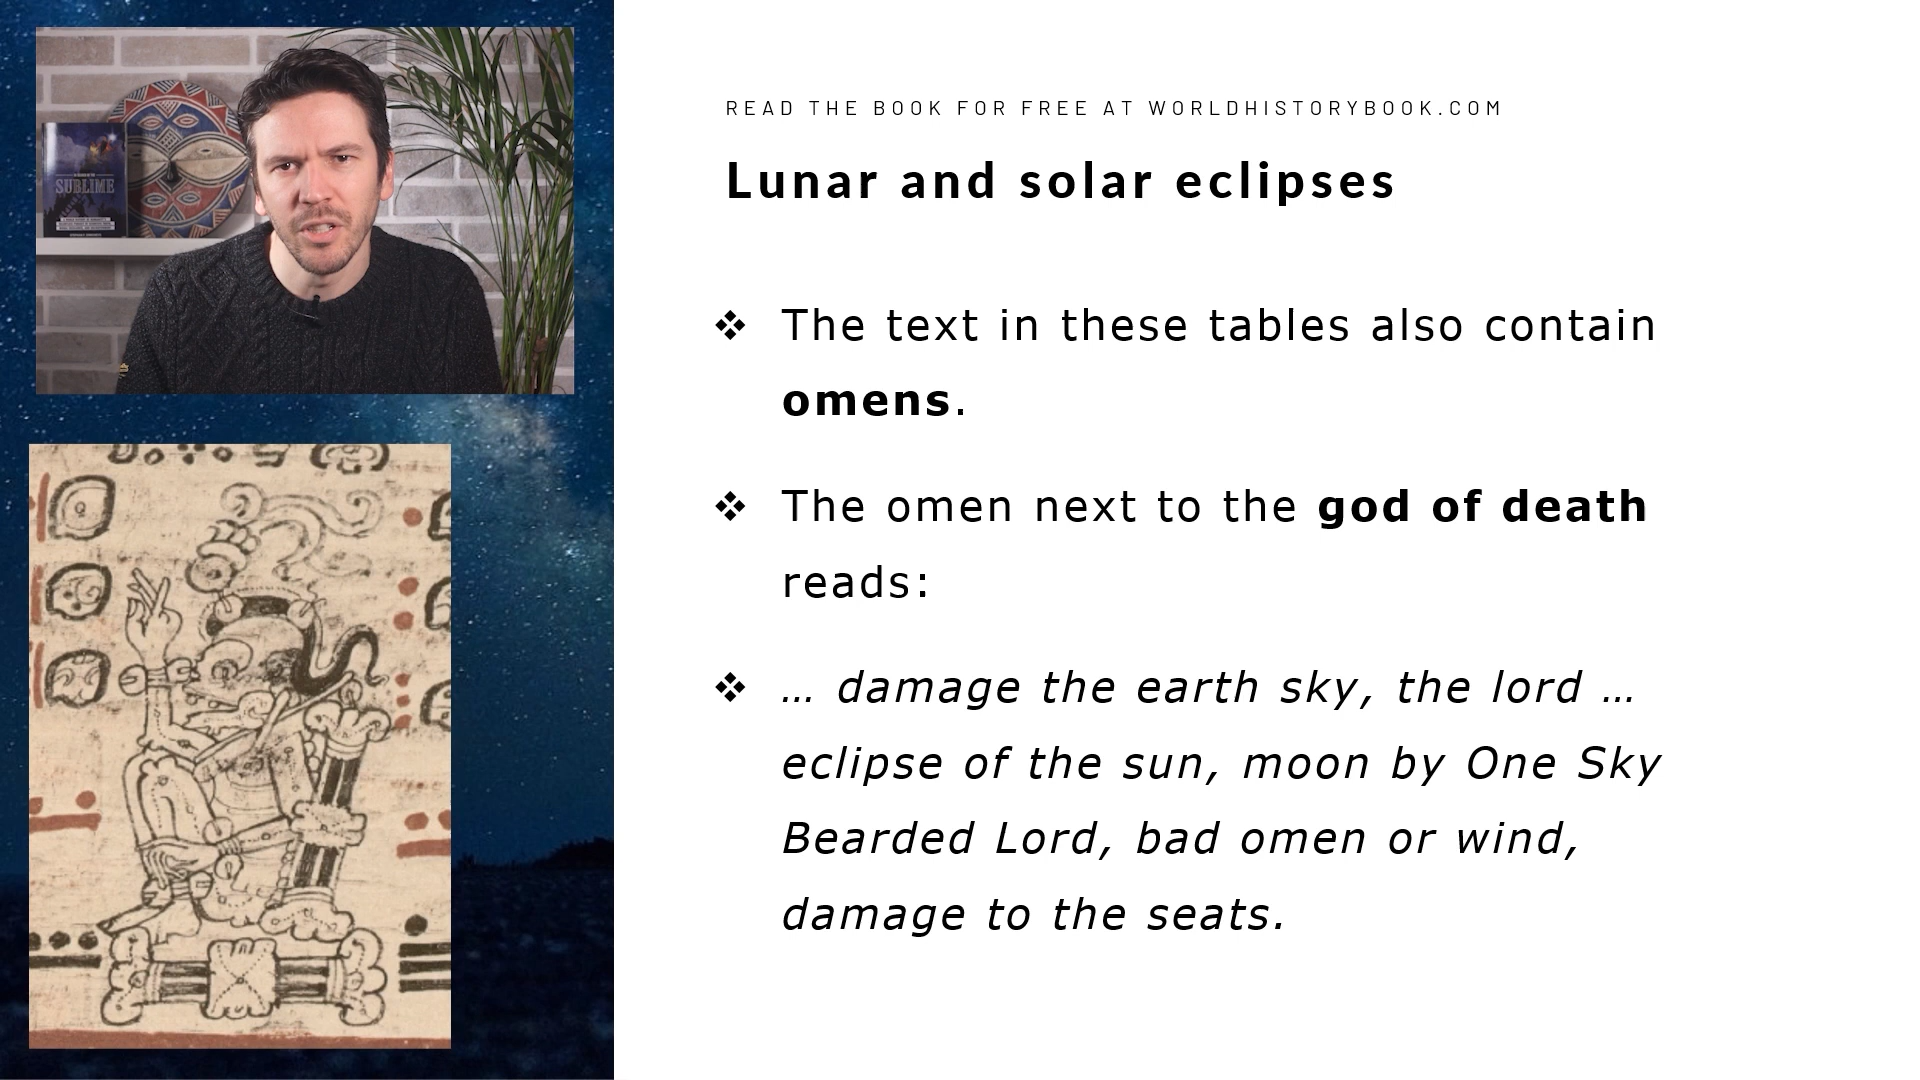 READ THE BOOK FOR FREE AT WORLDHISTORYBOOK.COM
Lunar and solar eclipses
❖ The text in these tables also contain
omens.
❖ The omen next to the god of death
reads:
❖ … damage the earth sky, the lord …
eclipse of the sun, moon by One Sky
Bearded Lord, bad omen or wind,
damage to the seats.
SUBLIME